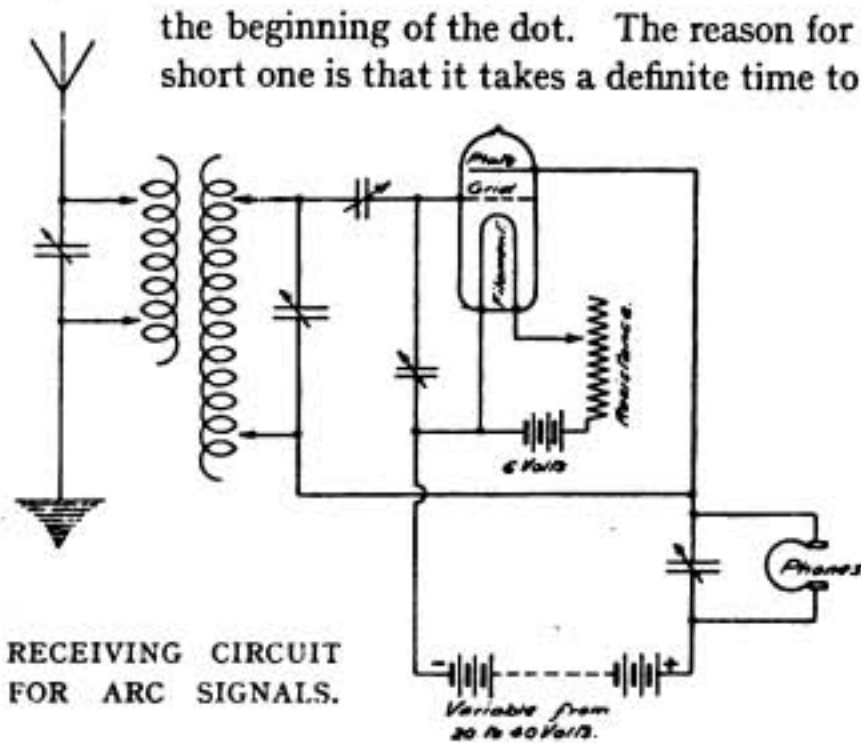 the beginning of the dot. The reason for
short one is that it takes a definite time to
Plate
Grid
Filament
Resistance.
6 Volts
Phones
RECEIVING CIRCUIT
FOR ARC SIGNALS.
- +
Variable from
20 to 40 Volts.